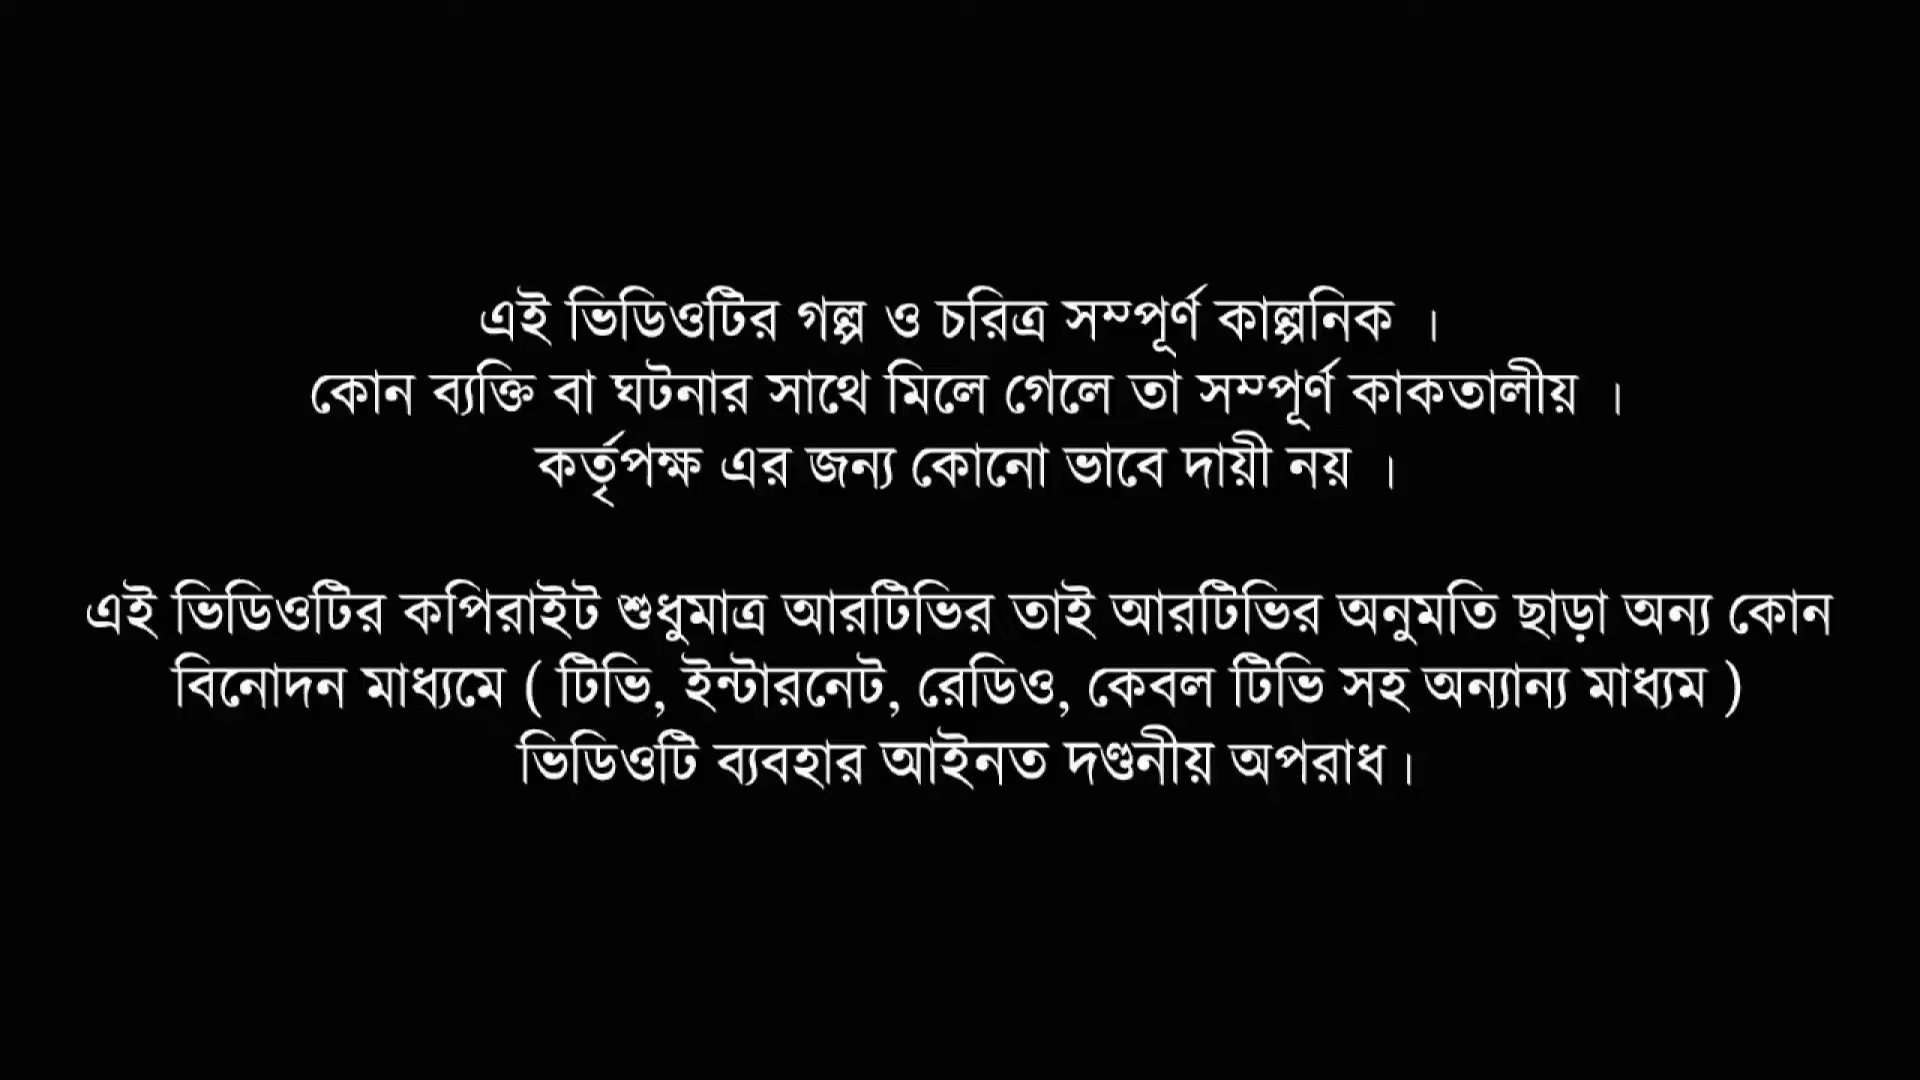 এই ভিডিওটির গল্প ও চরিত্র সম্পূর্ণ কাল্পনিক ।
কোন ব্যক্তি বা ঘটনার সাথে মিলে গেলে তা সম্পূর্ণ কাকতালীয় ।
কর্তৃপক্ষ এর জন্য কোনো ভাবে দায়ী নয় ।
এই ভিডিওটির কপিরাইট শুধুমাত্র আরটিভির তাই আরটিভির অনুমতি ছাড়া অন্য কোন
বিনোদন মাধ্যমে ( টিভি, ইন্টারনেট, রেডিও, কেবল টিভি সহ অন্যান্য মাধ্যম )
ভিডিওটি ব্যবহার আইনত দণ্ডনীয় অপরাধ ।